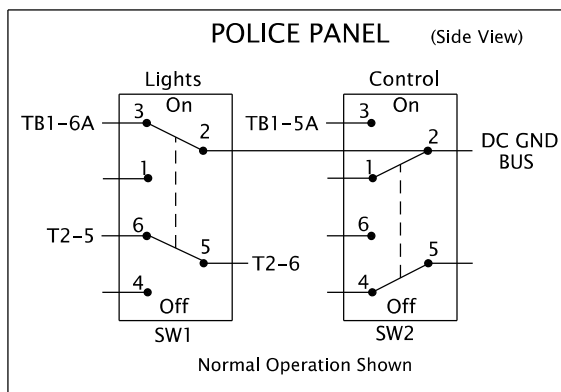 POLICE PANEL (Side View)
Lights
Control
On
On
TB1-6A
3
2
1
6
T2-5
5
T2-6
4
Off
SW1
TB1-5A
3
2
DC GND
BUS
1
6
5
4
Off
SW2
Normal Operation Shown